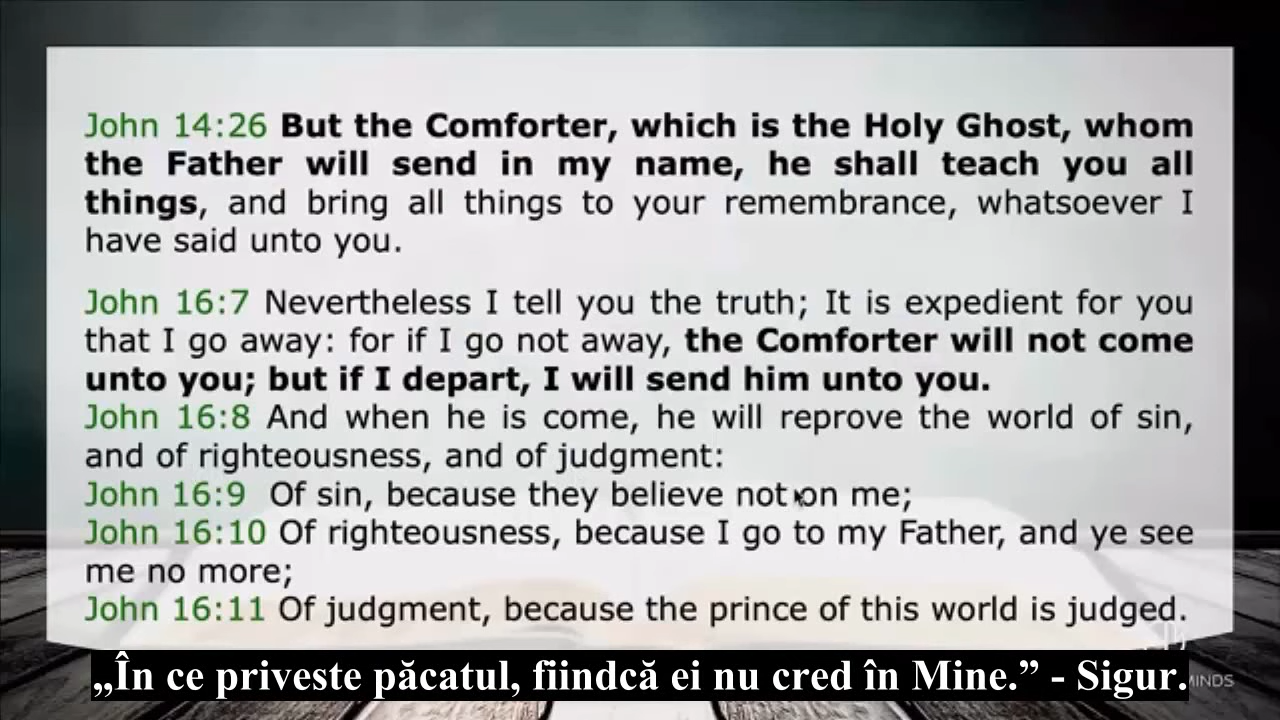 John 14:26 But the Comforter, which is the Holy Ghost, whom
the Father will send in my name, he shall teach you all
things, and bring all things to your remembrance, whatsoever I
have said unto you.
John 16:7 Nevertheless I tell you the truth; It is expedient for you
that I go away: for if I go not away, the Comforter will not come
unto you; but if I depart, I will send him unto you.
John 16:8 And when he is come, he will reprove the world of sin,
and of righteousness, and of judgment:
John 16:9 Of sin, because they believe not on me;
John 16:10 Of righteousness, because I go to my Father, and ye see
me no more;
John 16:11 Of judgment, because the prince of this world is judged.
„În ce priveste păcatul, fiindcă ei nu cred în Mine.” - Sigur.
MINDS